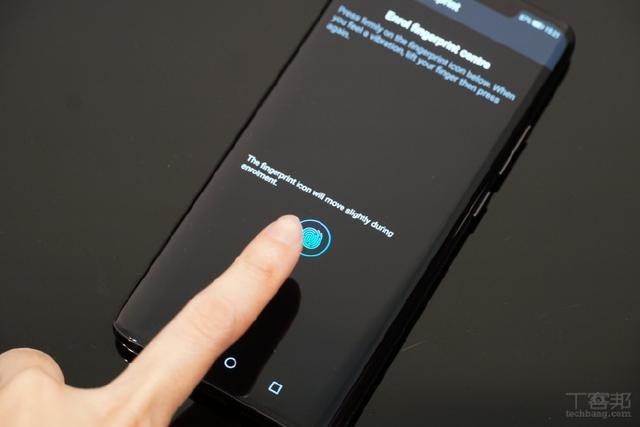 Enrol fingerprint centre
Press firmly on the fingerprint icon below. When
you feel a vibration, lift your finger then press
again.
The fingerprint icon will move slightly during
enrolment.
T客邦
techbang.com